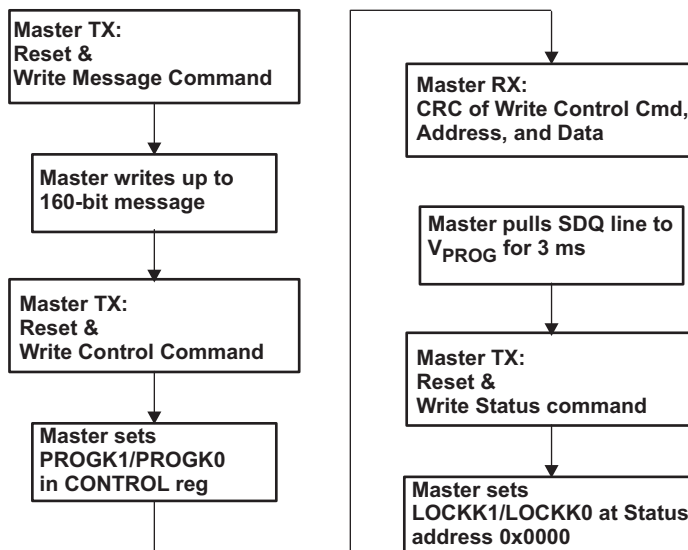 Master TX:
Reset &
Write Message Command
Master writes up to
160-bit message
Master TX:
Reset &
Write Control Command
Master sets
PROGK1/PROGK0
in CONTROL reg
Master RX:
CRC of Write Control Cmd,
Address, and Data
Master pulls SDQ line to
VPROG for 3 ms
Master TX:
Reset &
Write Status command
Master sets
LOCKK1/LOCKK0 at Status
address 0x0000